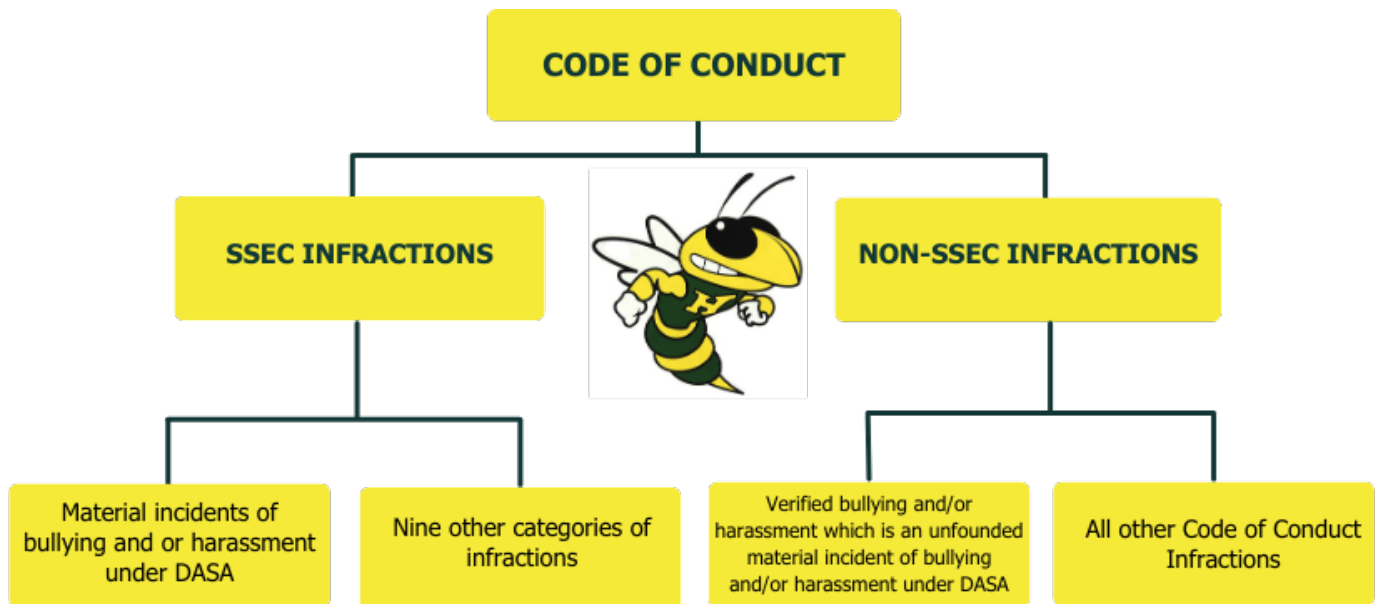 CODE OF CONDUCT
SSEC INFRACTIONS
NON-SSEC INFRACTIONS
F
Material incidents of
bullying and or harassment
under DASA
Nine other categories of
infractions
Verified bullying and/or
harassment which is an unfounded
material incident of bullying
and/or harassment under DASA
All other Code of Conduct
Infractions